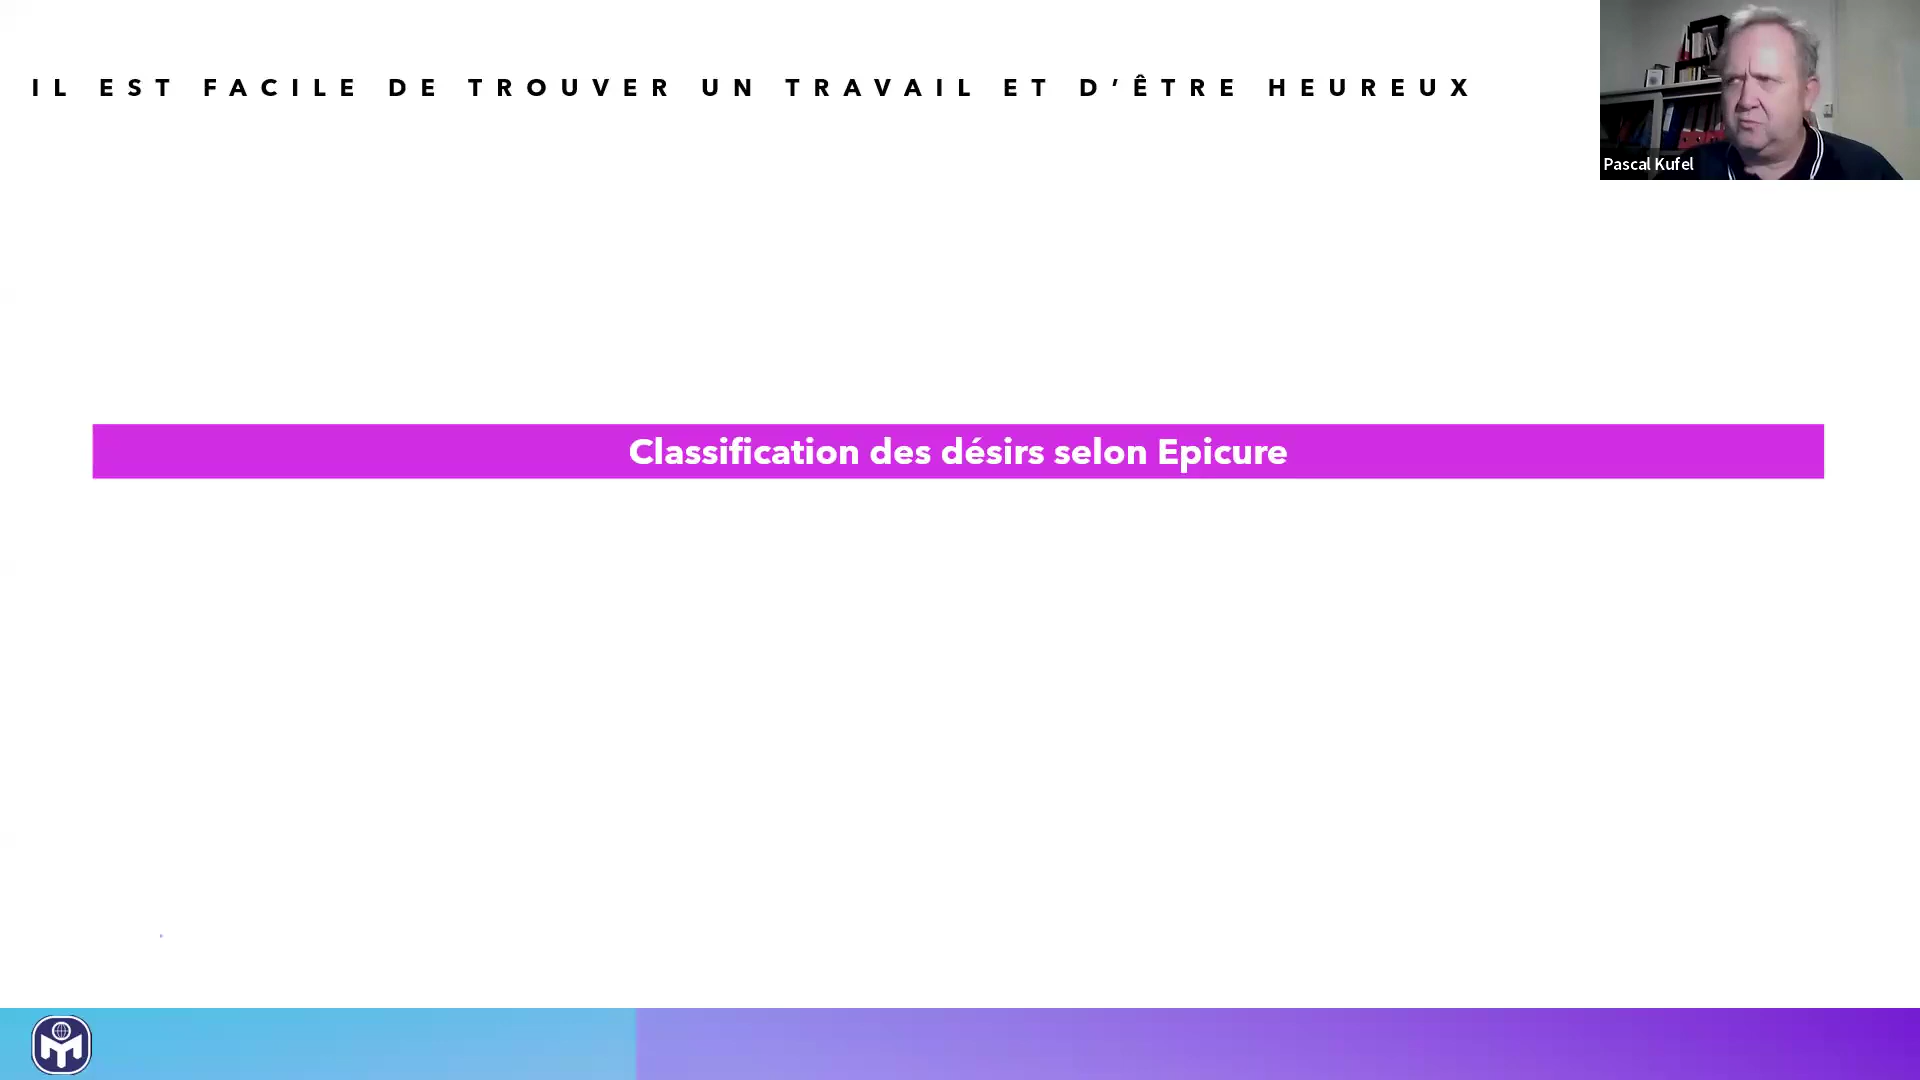 IL EST FACILE DE TROUVER UN TRAVAIL ET D’ÊTRE HEUREUX
Pascal Kufel
Classification des désirs selon Epicure